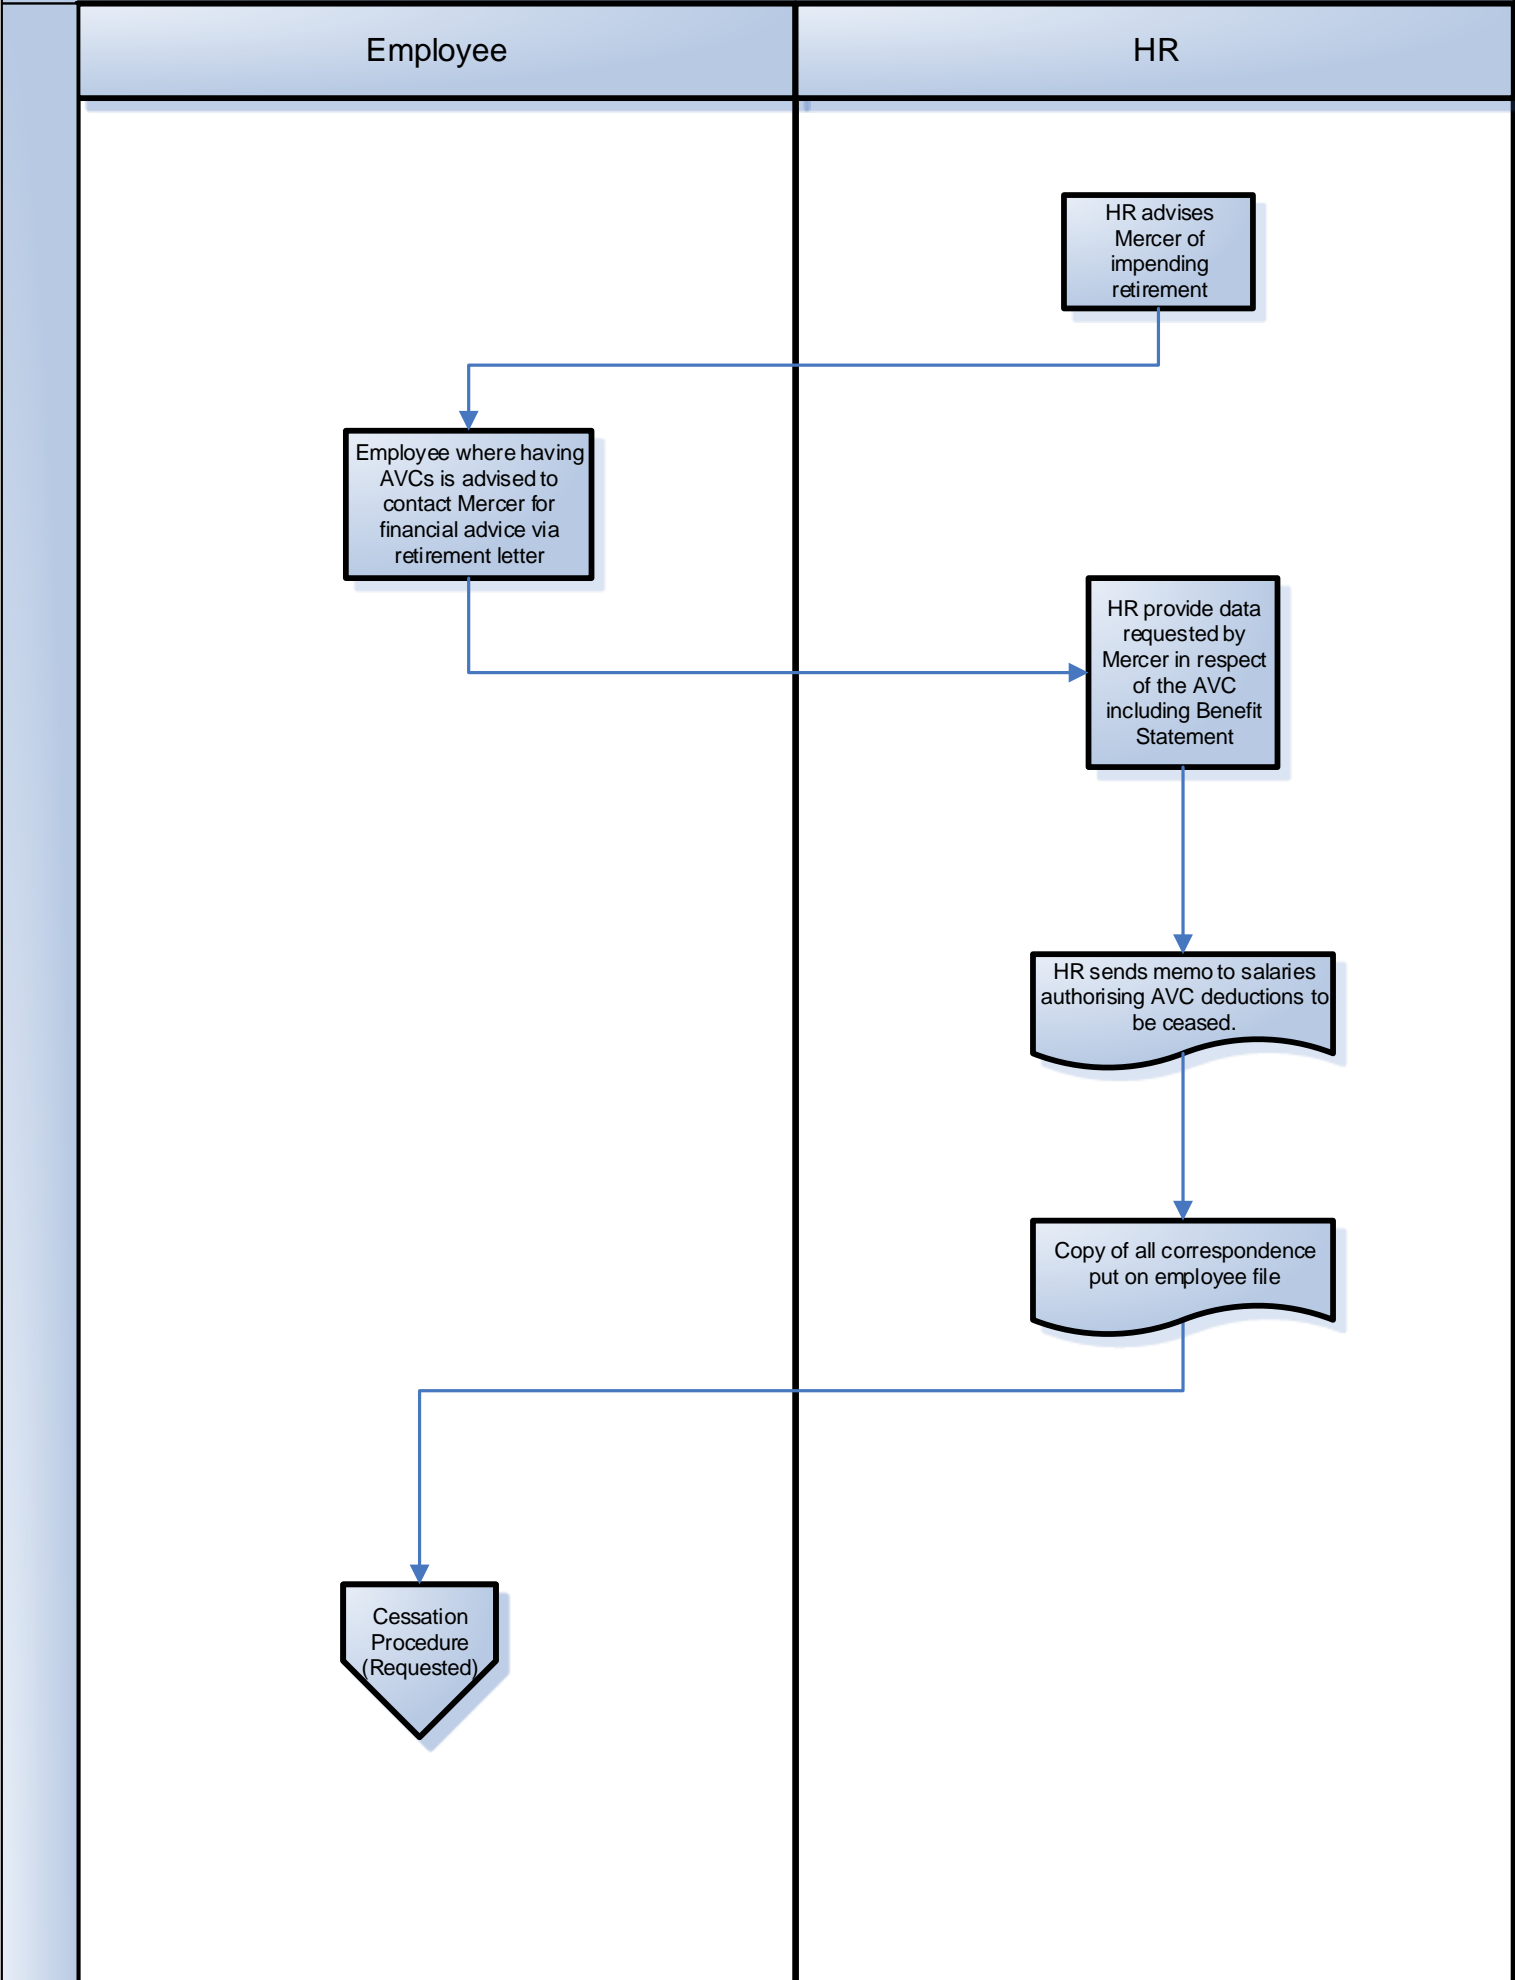 Employee
HR
HR advises
Mercer of
impending
retirement
Employee where having
AVCs is advised to
contact Mercer for
financial advice via
retirement letter
HR provide data
requested by
Mercer in respect
of the AVC
including Benefit
Statement
HR sends memo to salaries
authorising AVC deductions to
be ceased.
Copy of all correspondence
put on employee file
Cessation
Procedure
(Requested)